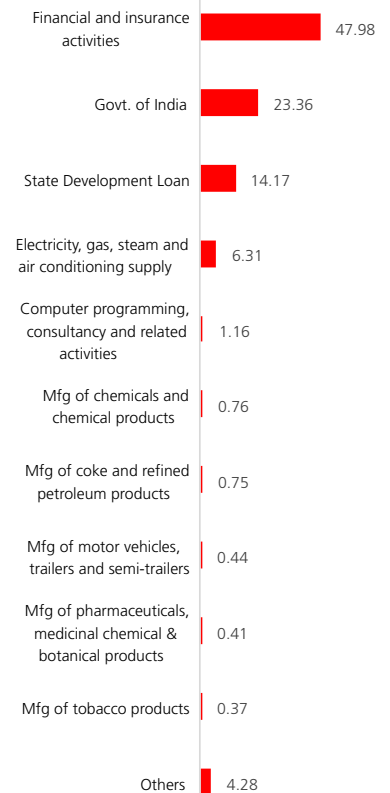 Financial and insurance
activities
47.98
Govt. of India
23.36
State Development Loan
14.17
Electricity, gas, steam and
air conditioning supply
6.31
Computer programming,
consultancy and related
activities
1.16
Mfg of chemicals and
chemical products
0.76
Mfg of coke and refined
petroleum products
0.75
Mfg of motor vehicles,
trailers and semi-trailers
0.44
Mfg of pharmaceuticals,
medicinal chemical &
botanical products
0.41
Mfg of tobacco products
0.37
Others
4.28